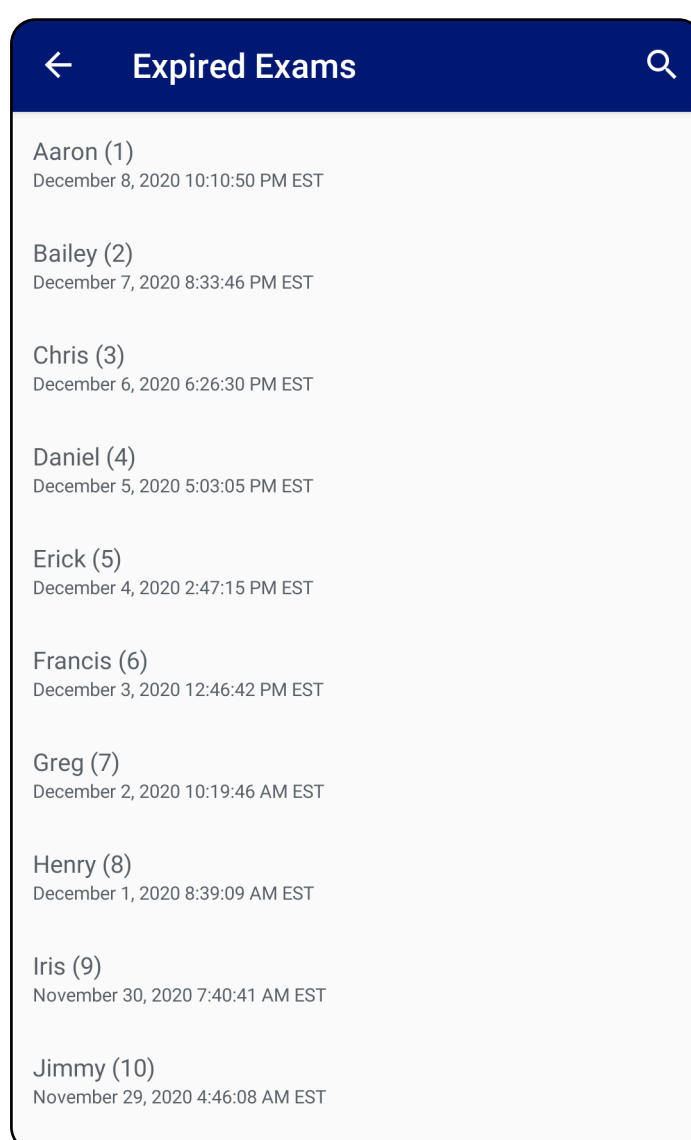 Expired Exams
Aaron (1)
December 8, 2020 10:10:50 PM EST
Bailey (2)
December 7, 2020 8:33:46 PM EST
Chris (3)
December 6, 2020 6:26:30 PM EST
Daniel (4)
December 5, 2020 5:03:05 PM EST
Erick (5)
December 4, 2020 2:47:15 PM EST
Francis (6)
December 3, 2020 12:46:42 PM EST
Greg (7)
December 2, 2020 10:19:46 AM EST
Henry (8)
December 1, 2020 8:39:09 AM EST
Iris (9)
November 30, 2020 7:40:41 AM EST
Jimmy (10)
November 29, 2020 4:46:08 AM EST